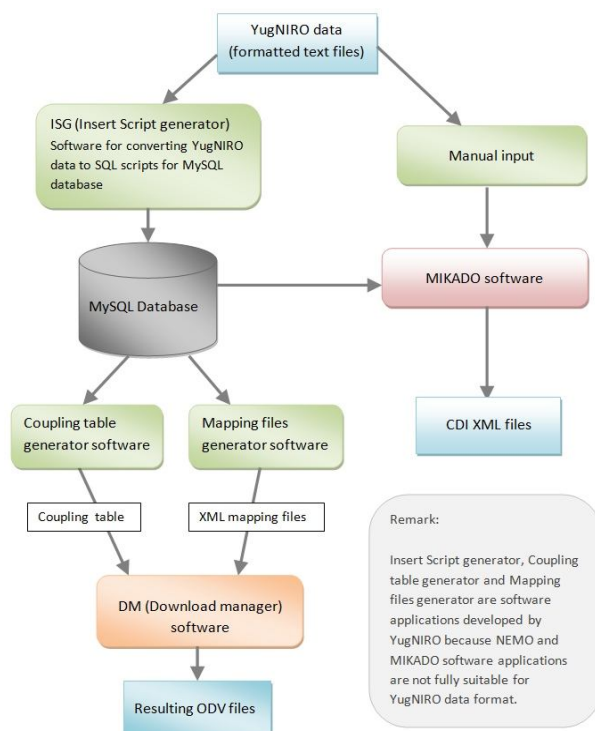 YugNIRO data
(formatted text files)
ISG (Insert Script generator)
Software for converting YugNIRO
data to SQL scripts for MySQL
database
Manual input
MySQL Database
MIKADO software
Coupling table
generator software
Mapping files
generator software
CDI XML files
Coupling table
XML mapping files
DM (Download manager)
software
Resulting ODV files
Remark:
Insert Script generator, Coupling
table generator and Mapping
files generator are software
applications developed by
YugNIRO because NEMO and
MIKADO software applications
are not fully suitable for
YugNIRO data format.